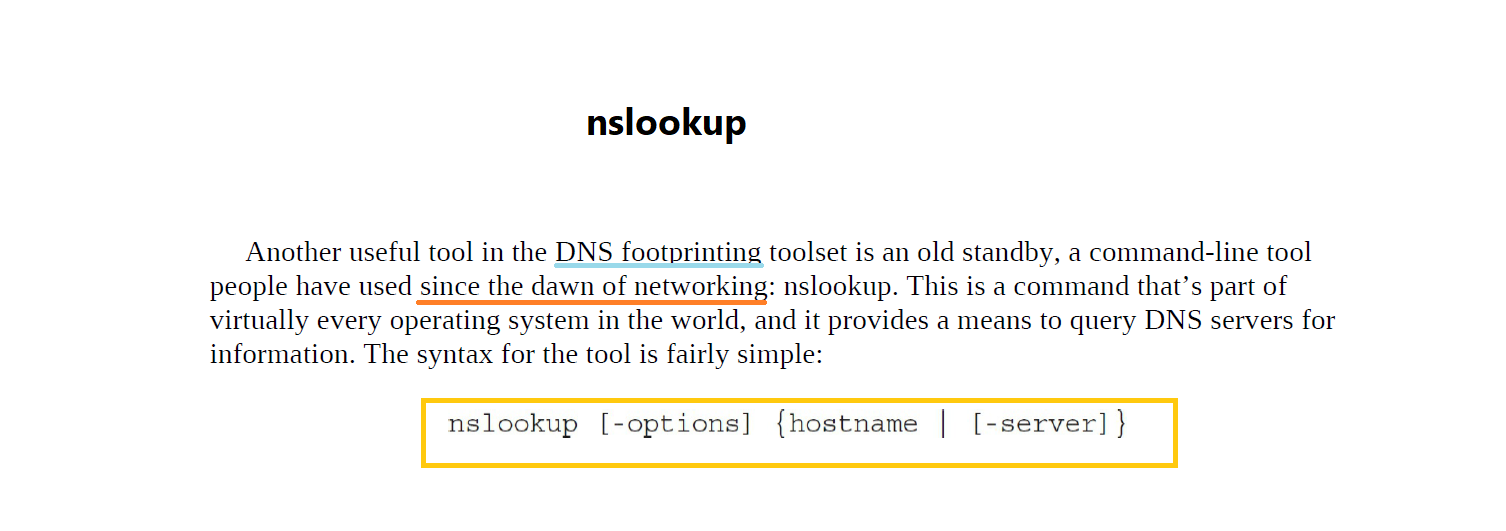 nslookup
Another useful tool in the DNS footprinting toolset is an old standby, a command-line tool
people have used since the dawn of networking: nslookup. This is a command that’s part of
virtually every operating system in the world, and it provides a means to query DNS servers for
information. The syntax for the tool is fairly simple:
nslookup [-options] {hostname | [-server]}